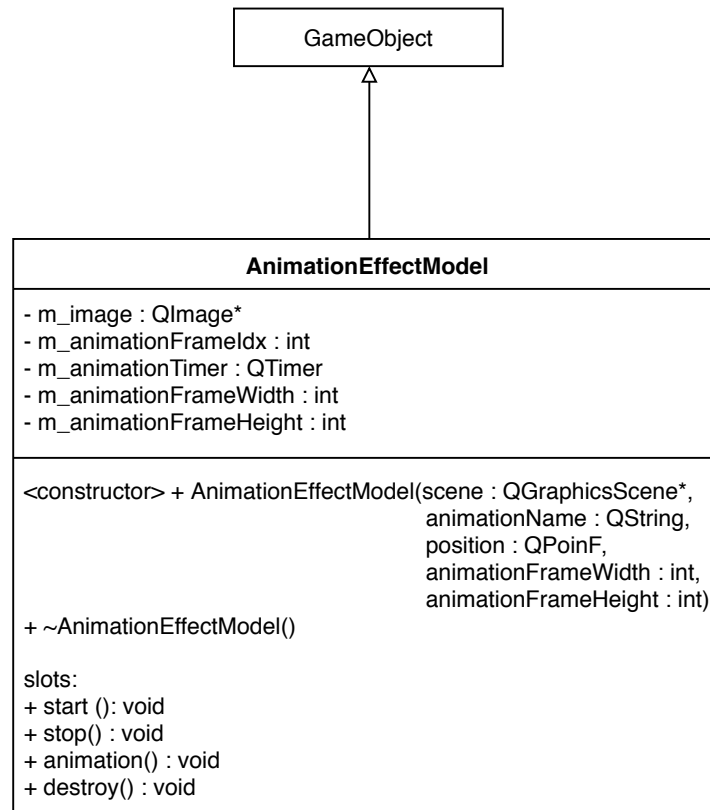 GameObject
AnimationEffectModel
- m_image : QImage*
- m_animationFrameIdx : int
- m_animationTimer : QTimer
- m_animationFrameWidth : int
- m_animationFrameHeight : int
<constructor> + AnimationEffectModel(scene : QGraphicsScene*,
animationName : QString,
position : QPoinF,
animationFrameWidth : int,
animationFrameHeight : int)
+ ~AnimationEffectModel()
slots:
+ start (): void
+ stop() : void
+ animation() : void
+ destroy() : void